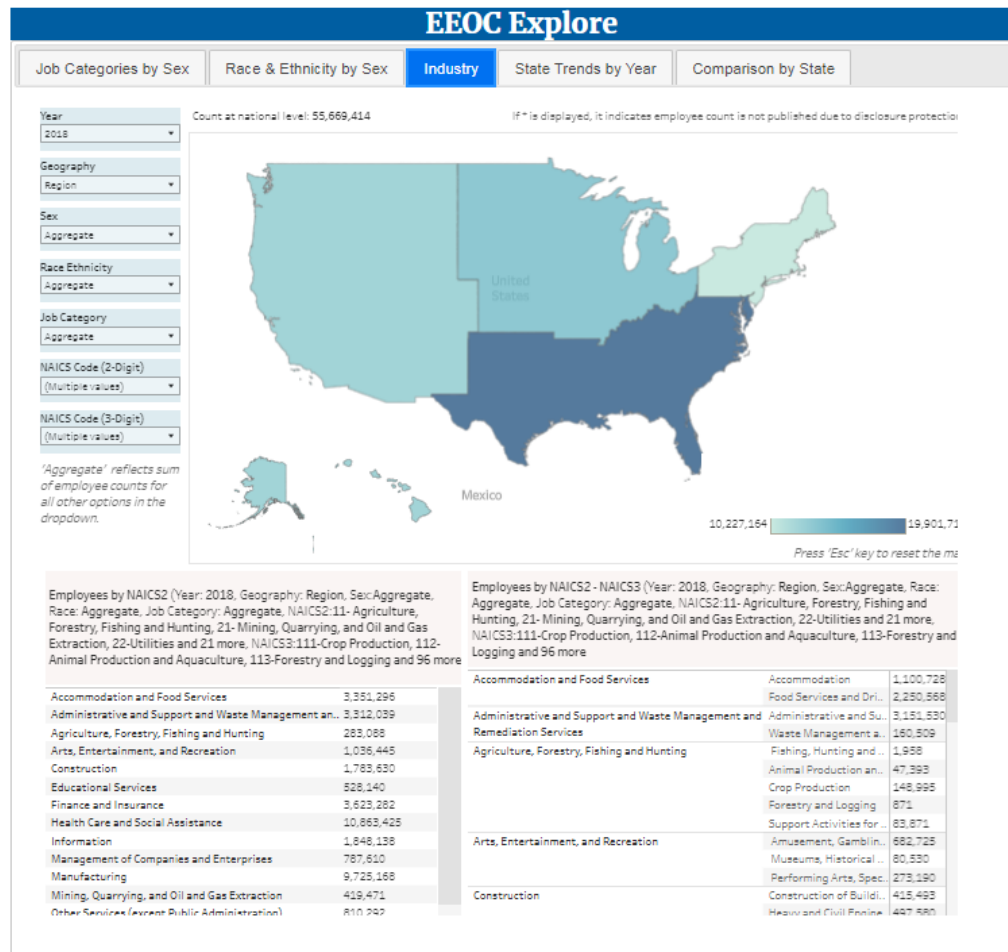 EEOC Explore
Job Categories by Sex
Race & Ethnicity by Sex
Industry
State Trends by Year
Comparison by State
Year
2018
Count at national level: 55,669,414
If * is displayed, it indicates employee count is not published due to disclosure protectio
Geography
Region
Sex
Aggregate
Race Ethnicity
Aggregate
Job Category
Aggregate
NAICS Code (2-Digit)
(Multiple values)
NAICS Code (3-Digit)
(Multiple values)
'Aggregate' reflects sum
of employee counts for
all other options in the
dropdown.
United
States
Mexico
10,227,164
19,901,71
Press 'Esc' key to reset the ma
Employees by NAICS2 (Year: 2018, Geography: Region, Sex:Aggregate,
Race: Aggregate, Job Category: Aggregate, NAICS2:11- Agriculture,
Forestry, Fishing and Hunting, 21- Mining, Quarrying, and Oil and Gas
Extraction, 22-Utilities and 21 more, NAICS3:111-Crop Production, 112-
Animal Production and Aquaculture, 113-Forestry and Logging and 96 more
Accommodation and Food Services 3,351,296
Administrative and Support and Waste Management an.. 3,312,039
Agriculture, Forestry, Fishing and Hunting 283,088
Arts, Entertainment, and Recreation 1,036,445
Construction 1,783,630
Educational Services 528,140
Finance and Insurance 3,623,282
Health Care and Social Assistance 10,863,425
Information 1,848,138
Management of Companies and Enterprises 787,610
Manufacturing 9,725,168
Mining, Quarrying, and Oil and Gas Extraction 419,471
Other Services (except Public Administration) 810,292
Employees by NAICS2 - NAICS3 (Year: 2018, Geography: Region, Sex:Aggregate, Race:
Aggregate, Job Category: Aggregate, NAICS2:11- Agriculture, Forestry, Fishing and
Hunting, 21- Mining, Quarrying, and Oil and Gas Extraction, 22-Utilities and 21 more,
NAICS3:111-Crop Production, 112-Animal Production and Aquaculture, 113-Forestry and
Logging and 96 more
Accommodation and Food Services Accommodation 1,100,728
Food Services and Dri.. 2,250,568
Administrative and Support and Waste Management and Administrative and Su.. 3,151,530
Remediation Services Waste Management a.. 160,509
Agriculture, Forestry, Fishing and Hunting Fishing, Hunting and .. 1,958
Animal Production an.. 47,393
Crop Production 148,995
Forestry and Logging 871
Support Activities for .. 83,871
Arts, Entertainment, and Recreation Amusement, Gamblin.. 682,725
Museums, Historical .. 80,530
Performing Arts, Spec.. 273,190
Construction Construction of Buildi.. 415,493
Heavy and Civil Engine.. 497,580